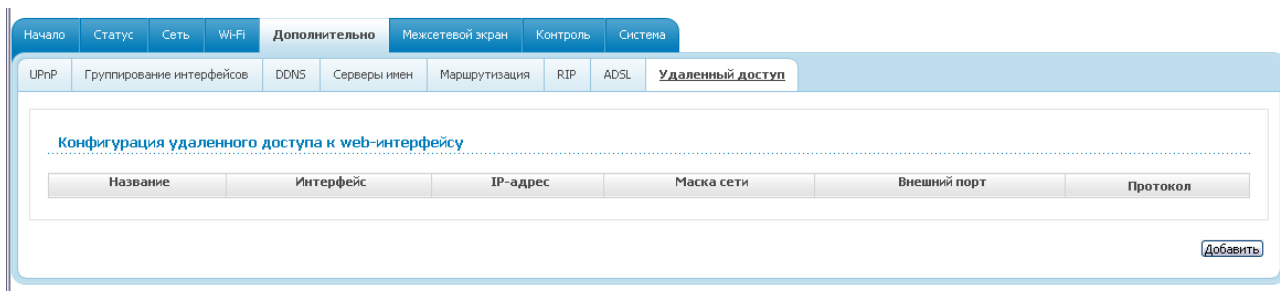 Начало Статус Сеть Wi-Fi Дополнительно Межсетевой экран Контроль Система
UPnP Группирование интерфейсов DDNS Серверы имен Маршрутизация RIP ADSL Удаленный доступ
Конфигурация удаленного доступа к web-интерфейсу
Название Интерфейс IP-адрес Маска сети Внешний порт Протокол
Добавить